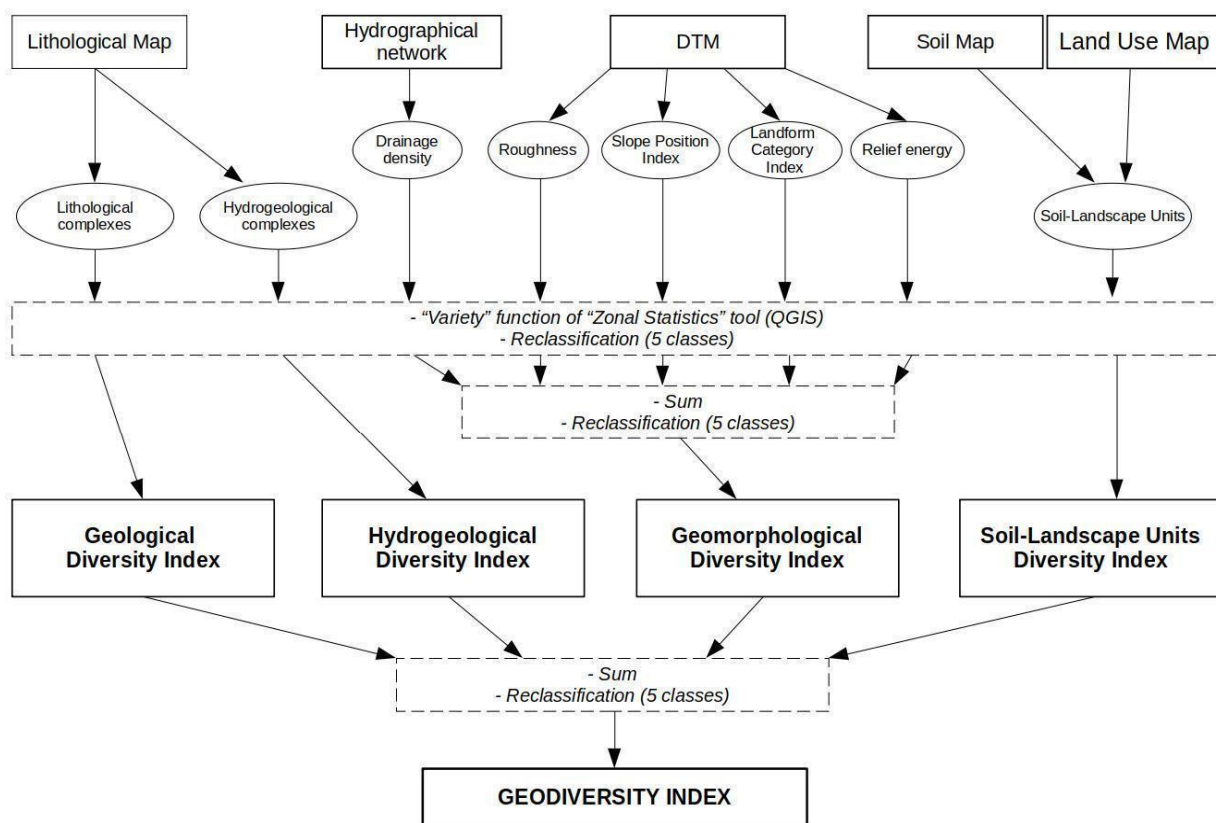 Lithological Map
Hydrographical
network
DTM
Soil Map
Land Use Map
Drainage
density
Roughness
Slope Position
Index
Landform
Category
Index
Relief energy
Lithological
complexes
Hydrogeological
complexes
Soil-Landscape Units
- “Variety” function of “Zonal Statistics” tool (QGIS)
- Reclassification (5 classes)
- Sum
- Reclassification (5 classes)
Geological
Diversity Index
Hydrogeological
Diversity Index
Geomorphological
Diversity Index
Soil-Landscape Units
Diversity Index
- Sum
- Reclassification (5 classes)
GEODIVERSITY INDEX